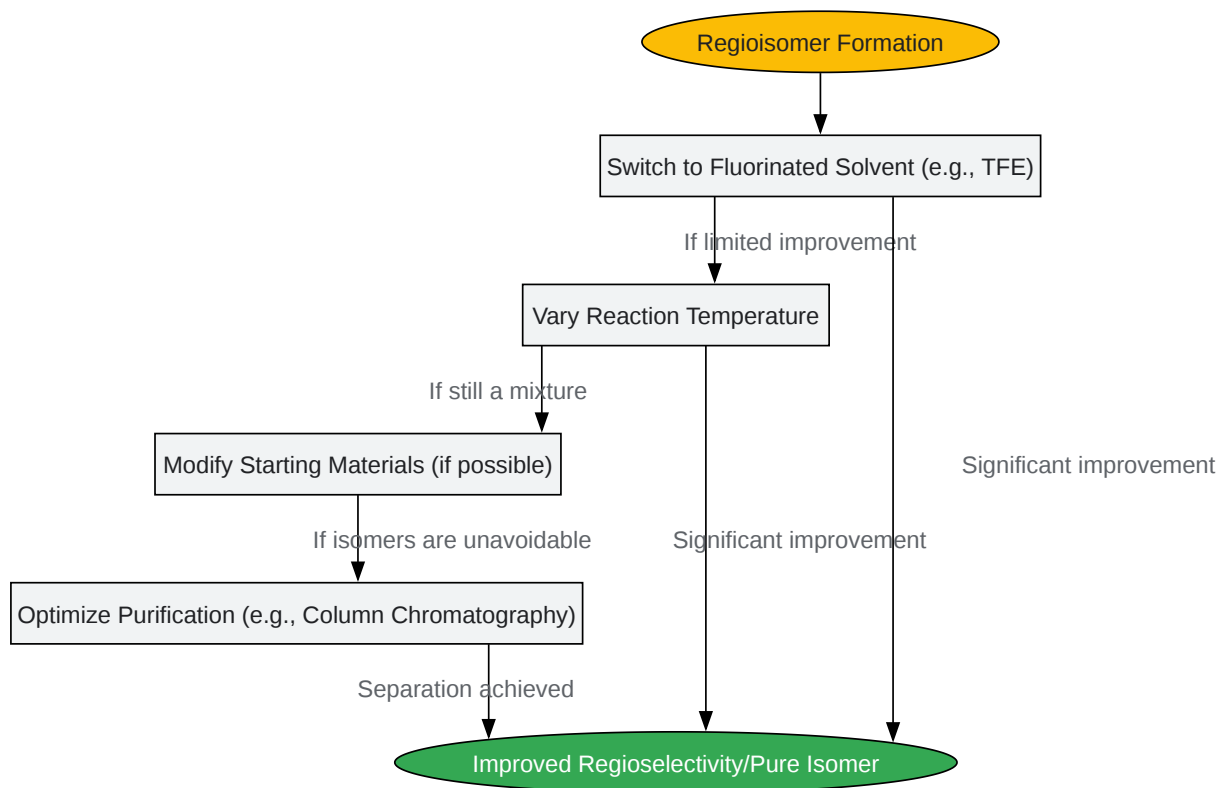 Regioisomer Formation
Switch to Fluorinated Solvent (e.g., TFE)
If limited improvement
Vary Reaction Temperature
If still a mixture
Modify Starting Materials (if possible)
Significant improvement
If isomers are unavoidable
Significant improvement
Optimize Purification (e.g., Column Chromatography)
Separation achieved
Improved Regioselectivity/Pure Isomer